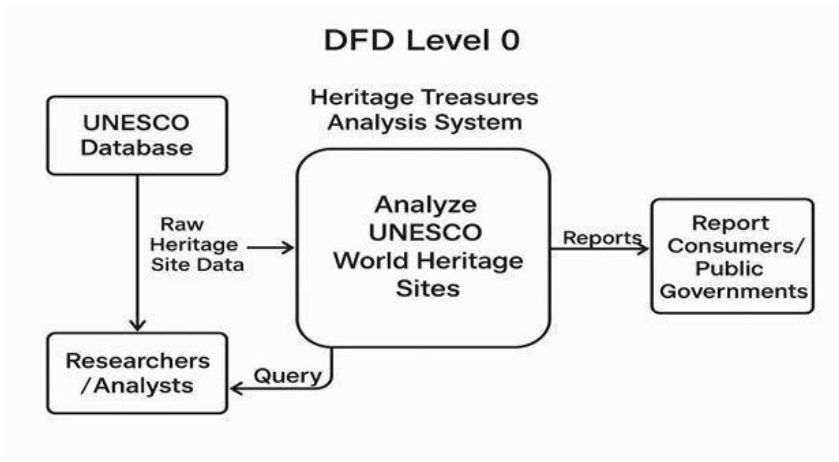 DFD Level 0
Heritage Treasures
Analysis System
UNESCO
Database
Raw
Heritage
Site Data
Analyze
UNESCO
World Heritage
Sites
Reports
Report
Consumers/
Public
Governments
Researchers
/Analysts
Query